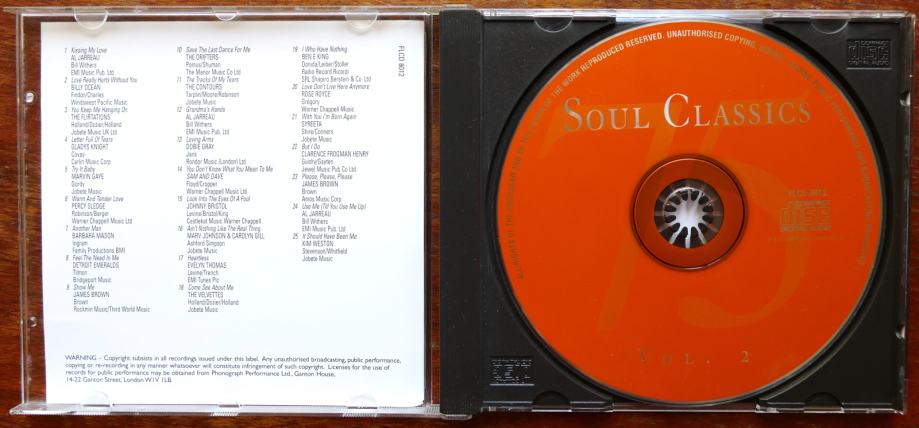 1 Kissing My Love
AL JARREAU
Bill Withers
EMI Music Pub. Ltd
2 Love Really Hurts Without You
BILLY OCEAN
Findon/Charles
Windswept Pacific Music
3 You Keep Me Hanging On
THE FLIRTATIONS
Holland/Dozier/Holland
Jobete Music UK Ltd
4 Letter Full Of Tears
GLADYS KNIGHT
Covay
Carlin Music Corp
5 Try It Baby
MARVIN GAYE
Gordy
Jobete Music
6 Warm And Tender Love
PERCY SLEDGE
Robinson/Berger
Warner Chappell Music Ltd
7 Another Man
BARBARA MASON
Ingram
Family Productions BMI
8 Feel The Need In Me
DETROIT EMERALDS
Tilmon
Bridgeport Music
9 Show Me
JAMES BROWN
Brown
Rockmin Music/Third World Music
10 Save The Last Dance For Me
THE DRIFTERS
Pomus/Shuman
The Manor Music Co Ltd
11 The Tracks Of My Tears
THE CONTOURS
Tarplin/Moore/Robinson
Jobete Music
12 Grandma's Hands
AL JARREAU
Bill Withers
EMI Music Pub. Ltd
13 Loving Arms
DOBIE GRAY
Jans
Rondor Music (London) Ltd
14 You Don't Know What You Mean To Me
SAM AND DAVE
Floyd/Cropper
Warner Chappell Music Ltd
15 Look Into The Eyes Of A Fool
JOHNNY BRISTOL
Levine/Bristol/King
Castlekut Music Warner Chappell
16 Ain't Nothing Like The Real Thing
MARV JOHNSON & CAROLYN GILL
Ashford Simpson
Jobete Music
17 Heartless
EVELYN THOMAS
Levine/Trench
EMI Tunes Plc
18 Come See About Me
THE VELVETTES
Holland/Dozier/Holland
Jobete Music
19 I Who Have Nothing
BEN E KING
Donida/Leiber/Stoller
Radio Record Ricordi
SRL Shapiro Berstein & Co. Ltd
20 Love Don't Live Here Anymore
ROSE ROYCE
Gregory
Warner Chappell Music
21 With You I'm Born Again
SYREETA
Shire/Connors
Jobete Music
22 But I Do
CLARENCE FROGMAN HENRY
Guidry/Gayten
Jewel Music Pub Co Ltd
23 Please, Please, Please
JAMES BROWN
Brown
Amos Music Corp
24 Use Me (Till You Use Me Up)
AL JARREAU
Bill Withers
EMI Music Pub. Ltd
25 It Should Have Been Me
KIM WESTON
Stevenson/Whitfield
Jobete Music
FLCD 8012
WARNING – Copyright subsists in all recordings issued under this label. Any unauthorised broadcasting, public performance,
copying or re-recording in any manner whatsoever will constitute infringement of such copyright. Licenses for the use of
records for public performance may be obtained from Phonograph Performance Ltd., Ganton House,
14-22 Ganton Street, London W1V 1LB.
OF THE WORK REPRODUCED RESERVED. UNAUTHORISED COPYING,
SOUL CLASSICS
75
FLCD 8012
COMPACT
disc
DIGITAL AUDIO
VOL. 2